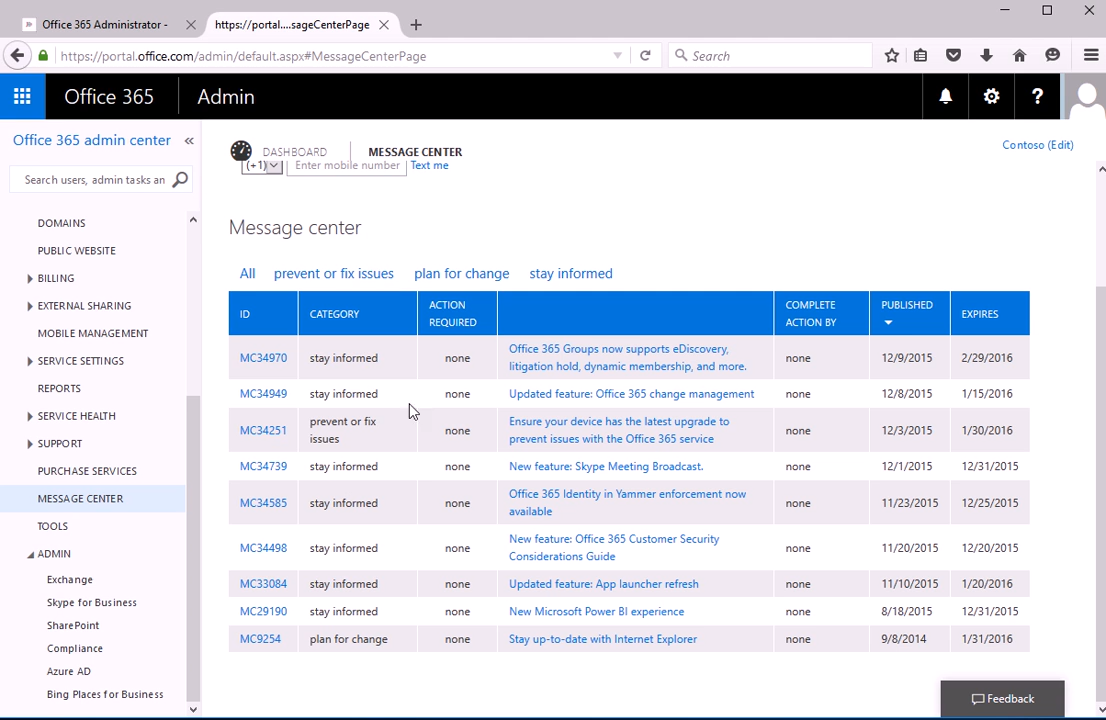 Office 365 Administrator -
https://portal....sageCenterPage
https://portal.office.com/admin/default.aspx#MessageCenterPage
Search
Office 365
Admin
?
Office 365 admin center
Search users, admin tasks an
DOMAINS
PUBLIC WEBSITE
BILLING
EXTERNAL SHARING
MOBILE MANAGEMENT
SERVICE SETTINGS
REPORTS
SERVICE HEALTH
SUPPORT
PURCHASE SERVICES
MESSAGE CENTER
TOOLS
ADMIN
Exchange
Skype for Business
SharePoint
Compliance
Azure AD
Bing Places for Business
DASHBOARD
MESSAGE CENTER
Contoso (Edit)
(+1)
Enter mobile number
Text me
Message center
All
prevent or fix issues
plan for change
stay informed
ID
CATEGORY
ACTION
REQUIRED
COMPLETE
ACTION BY
PUBLISHED
EXPIRES
MC34970
stay informed
none
Office 365 Groups now supports eDiscovery,
litigation hold, dynamic membership, and more.
none
12/9/2015
2/29/2016
MC34949
stay informed
none
Updated feature: Office 365 change management
none
12/8/2015
1/15/2016
MC34251
prevent or fix
issues
none
Ensure your device has the latest upgrade to
prevent issues with the Office 365 service
none
12/3/2015
1/30/2016
MC34739
stay informed
none
New feature: Skype Meeting Broadcast.
none
12/1/2015
12/31/2015
MC34585
stay informed
none
Office 365 Identity in Yammer enforcement now
available
none
11/23/2015
12/25/2015
MC34498
stay informed
none
New feature: Office 365 Customer Security
Considerations Guide
none
11/20/2015
12/20/2015
MC33084
stay informed
none
Updated feature: App launcher refresh
none
11/10/2015
1/20/2016
MC29190
stay informed
none
New Microsoft Power BI experience
none
8/18/2015
12/31/2015
MC9254
plan for change
none
Stay up-to-date with Internet Explorer
none
9/8/2014
1/31/2016
Feedback